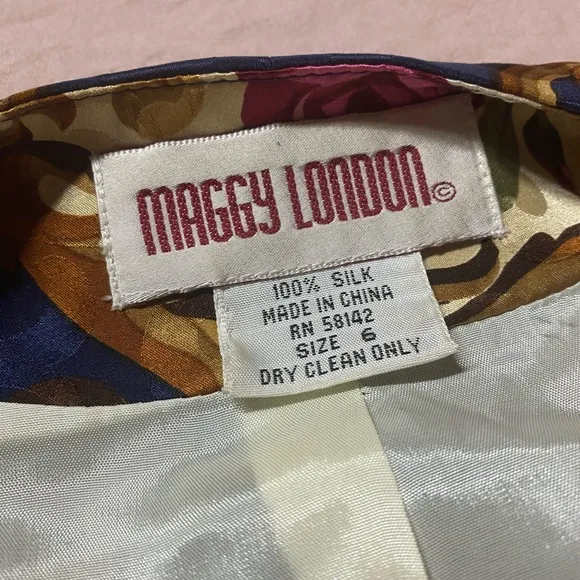 MAGGY LONDON©
100% SILK
MADE IN CHINA
RN 58142
SIZE 6
DRY CLEAN ONLY